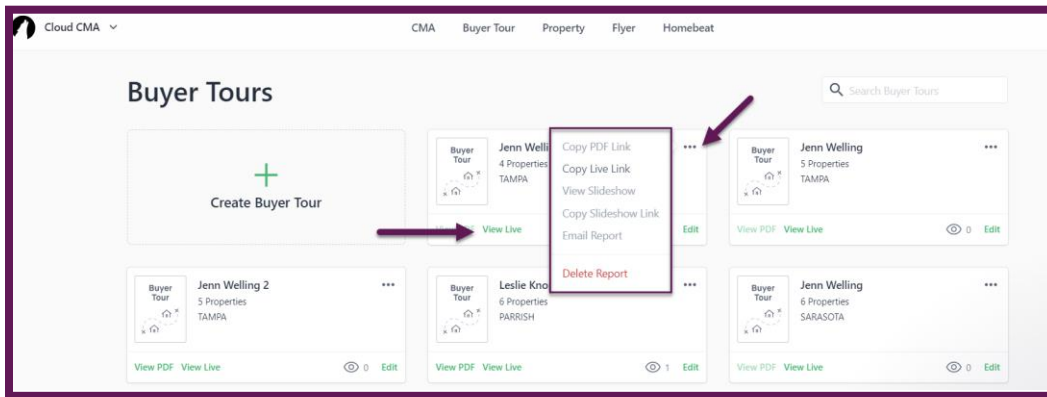 Cloud CMA
CMA Buyer Tour Property Flyer Homebeat
Buyer Tours
Search Buyer Tours
Create Buyer Tour
Buyer
Tour
Jenn Welli
4 Properties
TAMPA
View Live
Edit
Copy PDF Link
Copy Live Link
View Slideshow
Copy Slideshow Link
Email Report
Delete Report
Buyer
Tour
Jenn Welling
5 Properties
TAMPA
View PDF View Live 0 Edit
Buyer
Tour
Jenn Welling 2
5 Properties
TAMPA
View PDF View Live 0 Edit
Buyer
Tour
Leslie Kno
6 Properties
PARRISH
View PDF View Live 1 Edit
Buyer
Tour
Jenn Welling
6 Properties
SARASOTA
View PDF View Live 0 Edit